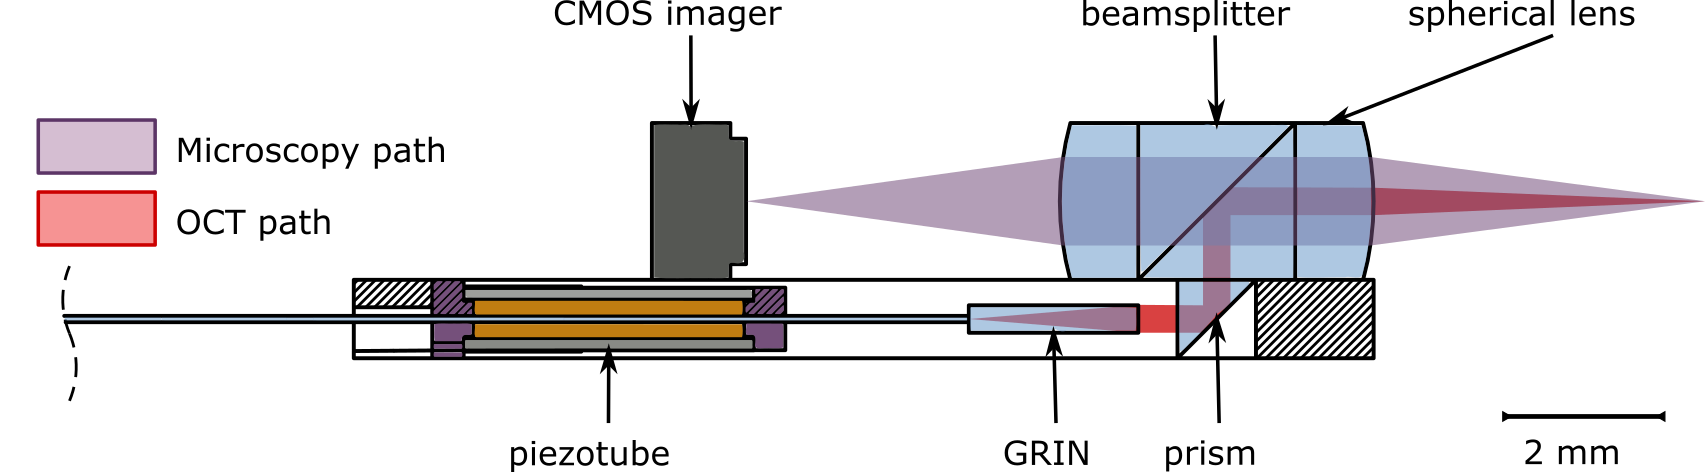 CMOS imager
beamsplitter
spherical lens
Microscopy path
OCT path
piezotube
GRIN
prism
2 mm